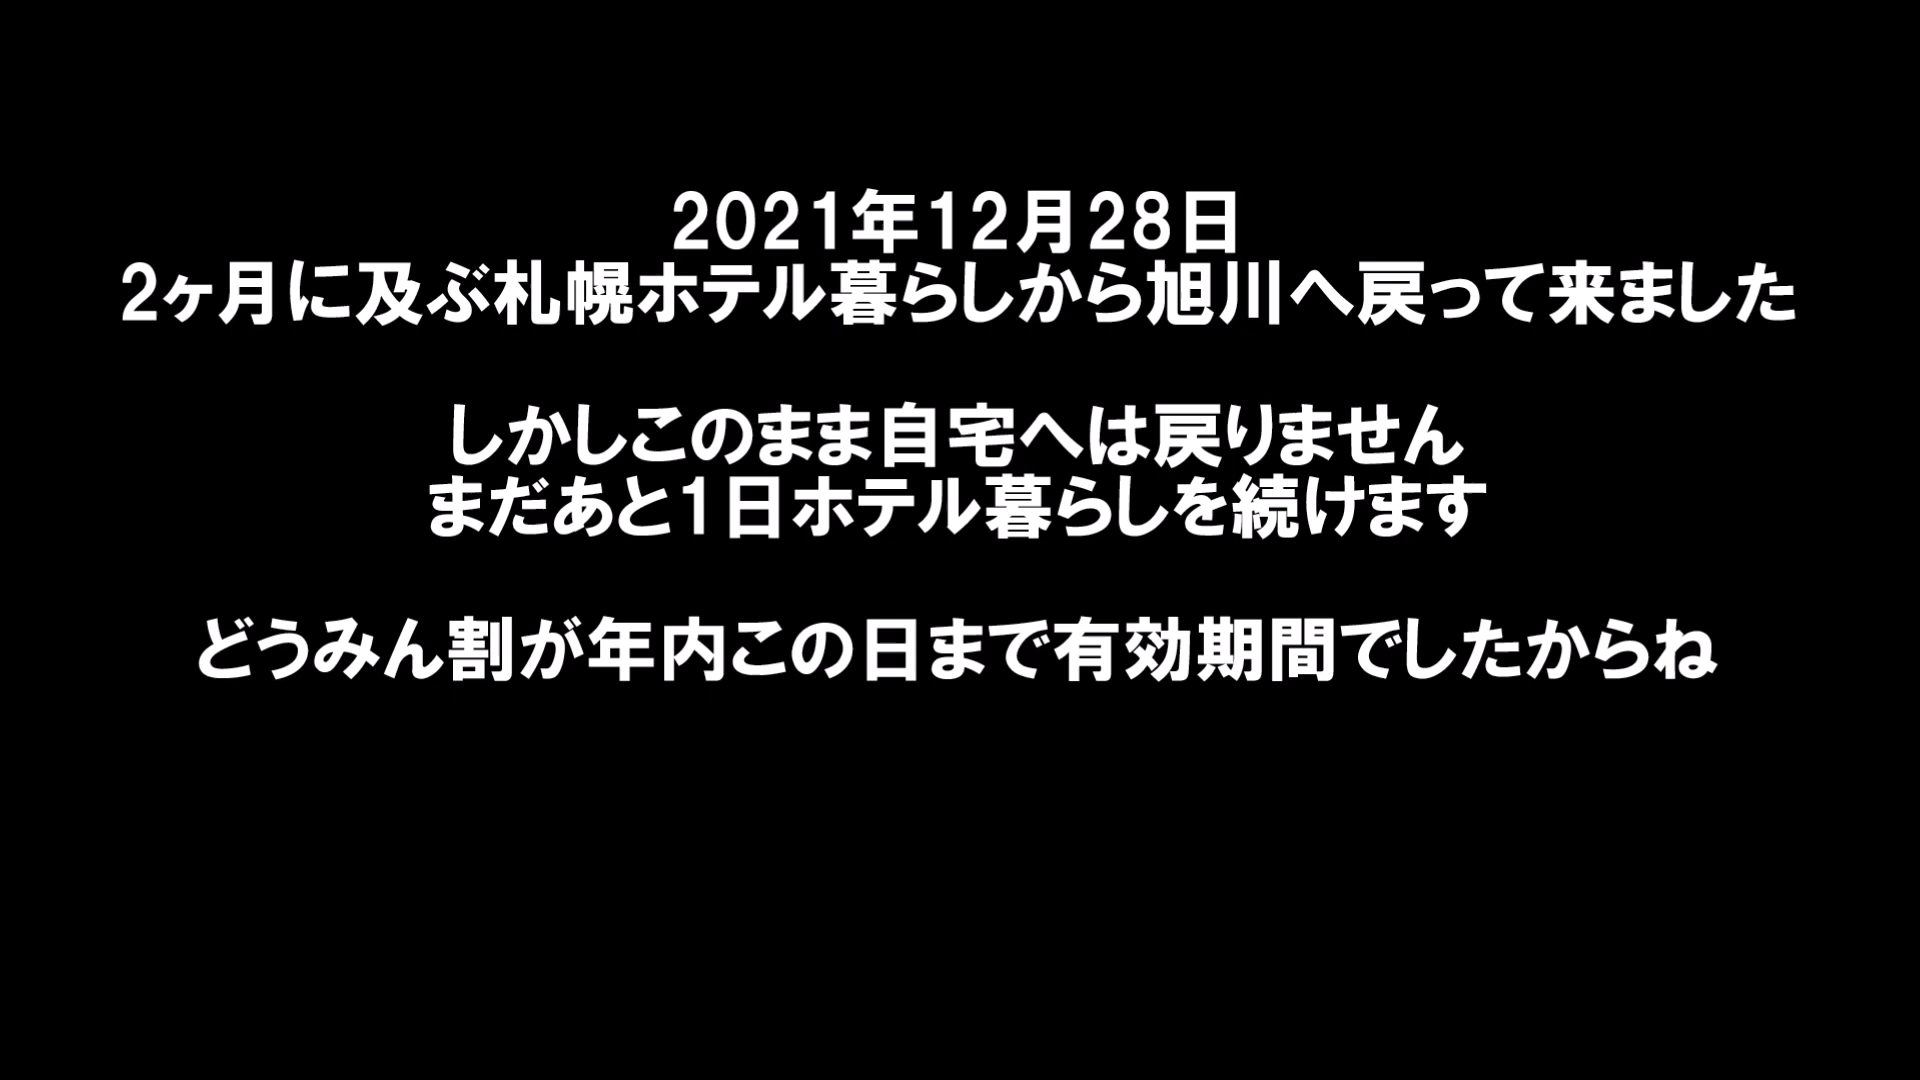 2021年12月28日
2ヶ月に及ぶ札幌ホテル暮らしから旭川へ戻って来ました
しかしこのまま自宅へは戻りません
まだあと1日ホテル暮らしを続けます
どうみん割が年内この日まで有効期間でしたからね